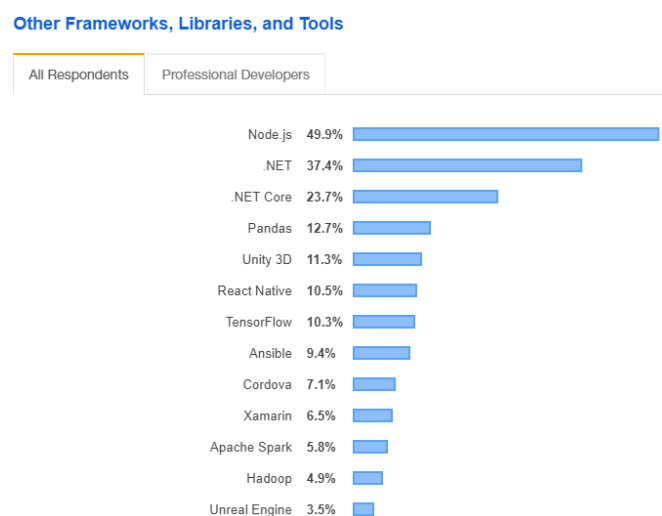 Other Frameworks, Libraries, and Tools
All Respondents Professional Developers
Node.js 49.9%
.NET 37.4%
.NET Core 23.7%
Pandas 12.7%
Unity 3D 11.3%
React Native 10.5%
TensorFlow 10.3%
Ansible 9.4%
Cordova 7.1%
Xamarin 6.5%
Apache Spark 5.8%
Hadoop 4.9%
Unreal Engine 3.5%